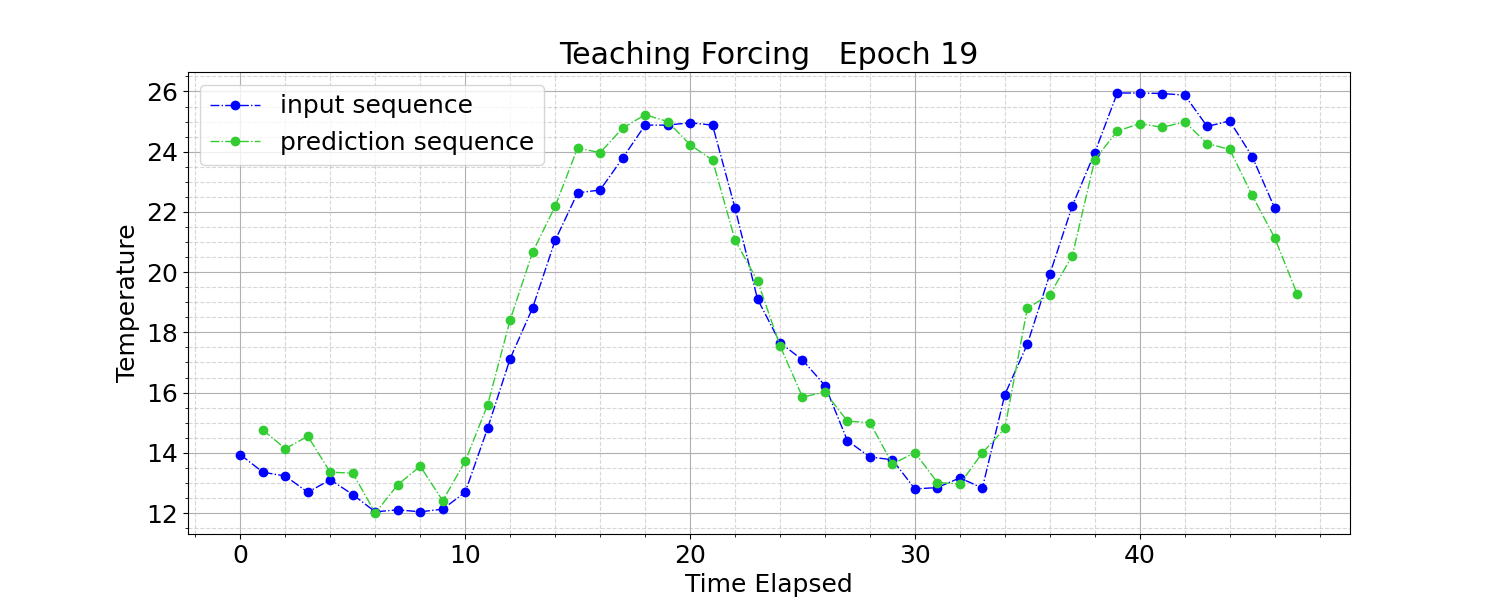 Teaching Forcing   Epoch 19
input sequence
prediction sequence
Temperature
26
24
22
20
18
16
14
12
0 10 20 30 40
Time Elapsed